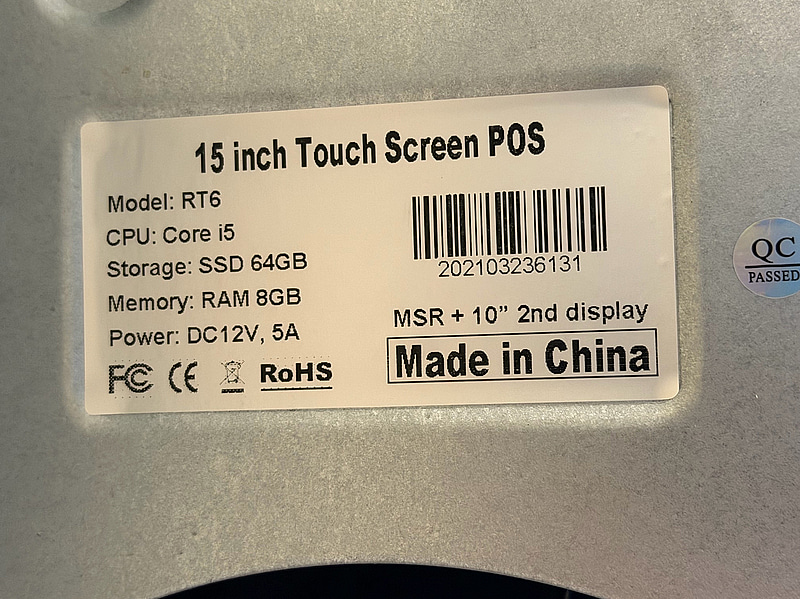 15 inch Touch Screen POS
Model: RT6
CPU: Core i5
Storage: SSD 64GB
Memory: RAM 8GB
Power: DC12V, 5A
FC CE RoHS
202103236131
MSR + 10” 2nd display
Made in China
QC
PASSED